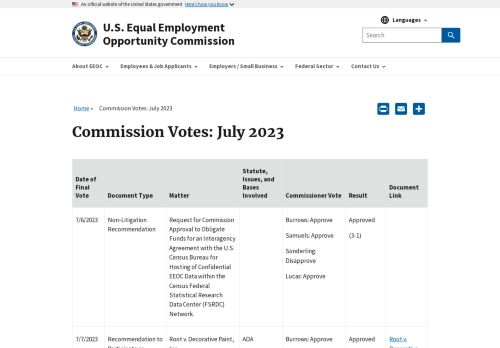 An official website of the United States government Here's how you know
Languages
U.S. Equal Employment
Opportunity Commission
Search
About EEOC
Employees & Job Applicants
Employers / Small Business
Federal Sector
Contact Us
Home » Commission Votes: July 2023
Commission Votes: July 2023
Date of Final Vote
Document Type
Matter
Statute, Issues, and Bases Involved
Commissioner Vote
Result
Document Link
7/6/2023
Non-Litigation
Recommendation
Request for Commission
Approval to Obligate
Funds for an Interagency
Agreement with the U.S.
Census Bureau for
Hosting of Confidential
EEOC Data within the
Census Federal
Statistical Research
Data Center (FSRDC)
Network.
Burrows: Approve
Samuels: Approve
Sonderling:
Disapprove
Lucas: Approve
Approved
(3-1)
7/7/2023
Recommendation to
Root v. Decorative Paint,
ADA
Burrows: Approve
Approved
Root v.